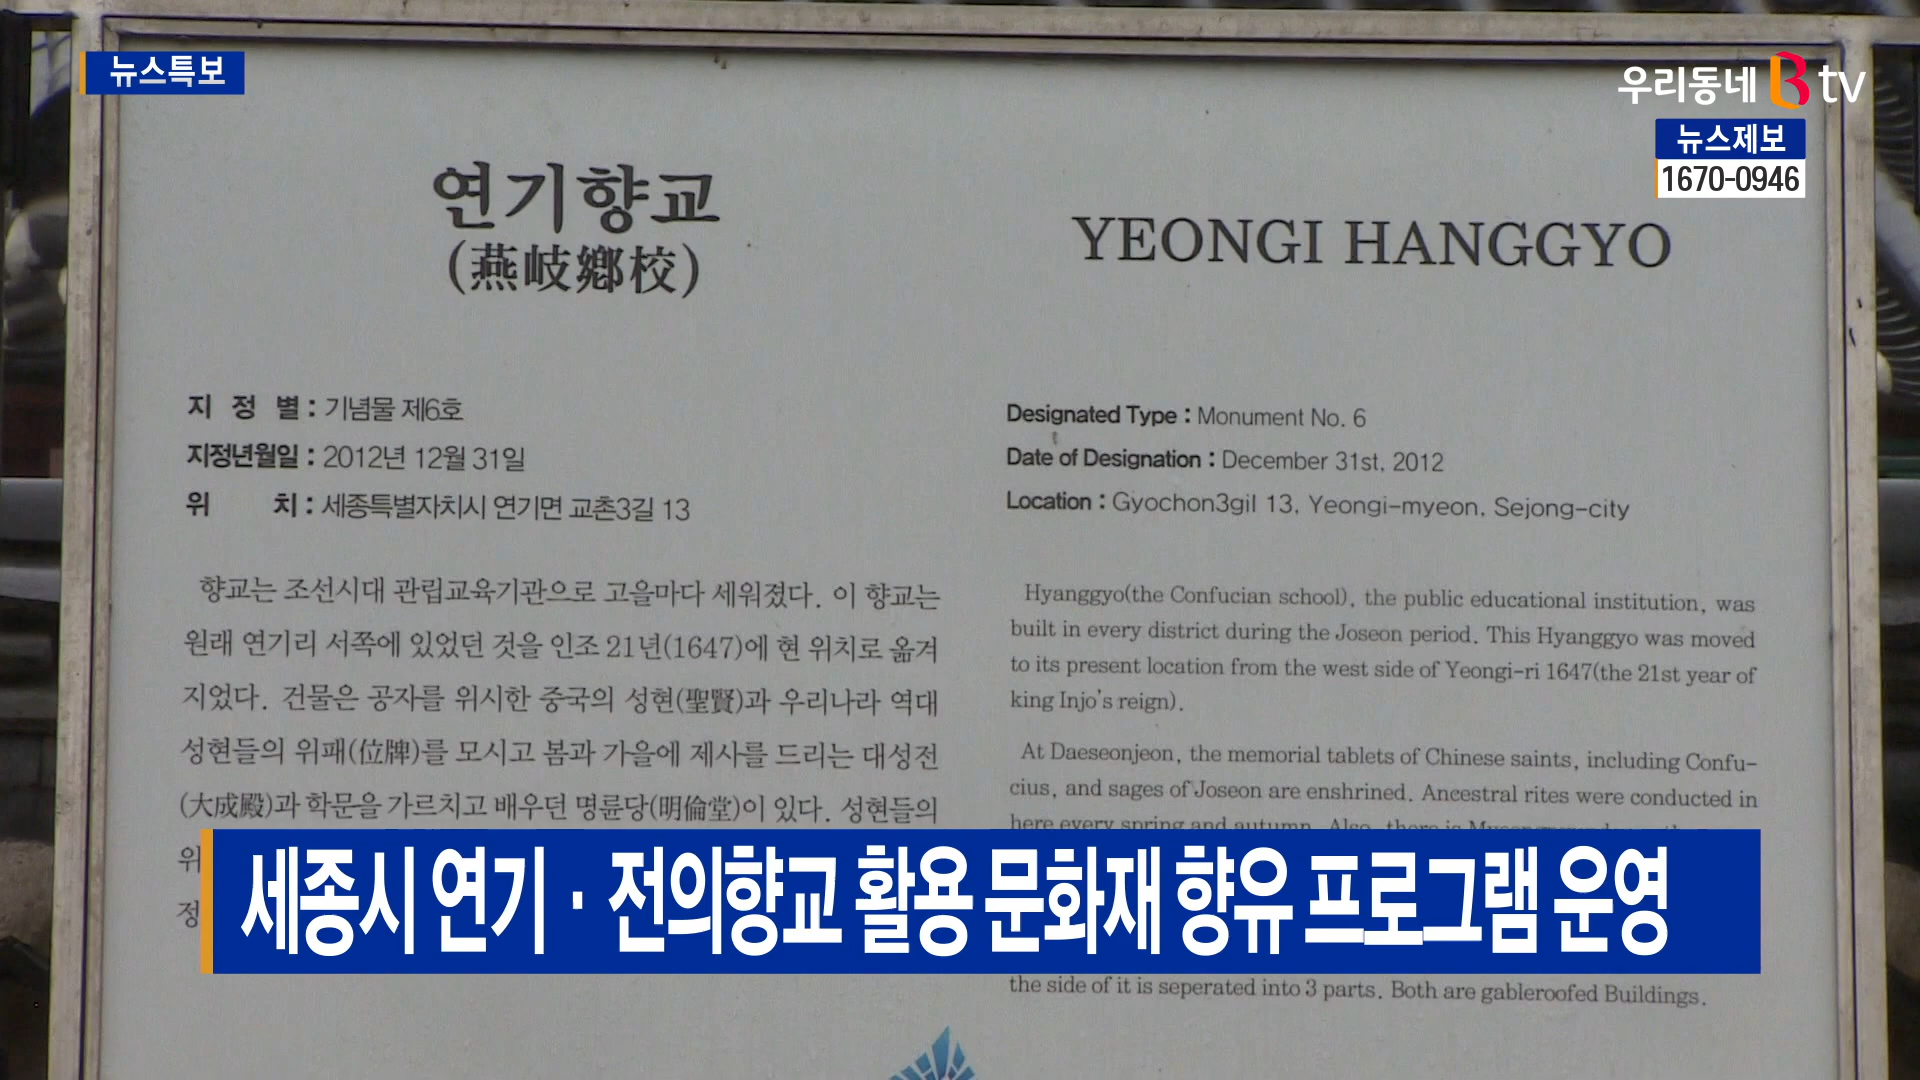 뉴스특보
우리동네 B tv
뉴스제보
1670-0946
연기향교
(燕岐鄕校)
지 정 별 : 기념물 제6호
지정년월일 : 2012년 12월 31일
위 치 : 세종특별자치시 연기면 교촌3길 13
향교는 조선시대 관립교육기관으로 고을마다 세워졌다. 이 향교는
원래 연기리 서쪽에 있었던 것을 인조 21년(1647)에 현 위치로 옮겨
지었다. 건물은 공자를 위시한 중국의 성현(聖賢)과 우리나라 역대
성현들의 위패(位牌)를 모시고 봄과 가을에 제사를 드리는 대성전
(大成殿)과 학문을 가르치고 배우던 명륜당(明倫堂)이 있다. 성현들의
위
정
YEONGI HANGGYO
Designated Type : Monument No. 6
Date of Designation : December 31st, 2012
Location : Gyochon3gil 13, Yeongi-myeon, Sejong-city
Hyanggyo(the Confucian school), the public educational institution, was
built in every district during the Joseon period. This Hyanggyo was moved
to its present location from the west side of Yeongi-ri 1647(the 21st year of
king Injo's reign).
At Daeseonjeon, the memorial tablets of Chinese saints, including Confu-
cius, and sages of Joseon are enshrined. Ancestral rites were conducted in
here every spring and autumn. Also, there is
the side of it is seperated into 3 parts. Both are gableroofed Buildings.
세종시 연기·전의향교 활용 문화재 향유 프로그램 운영